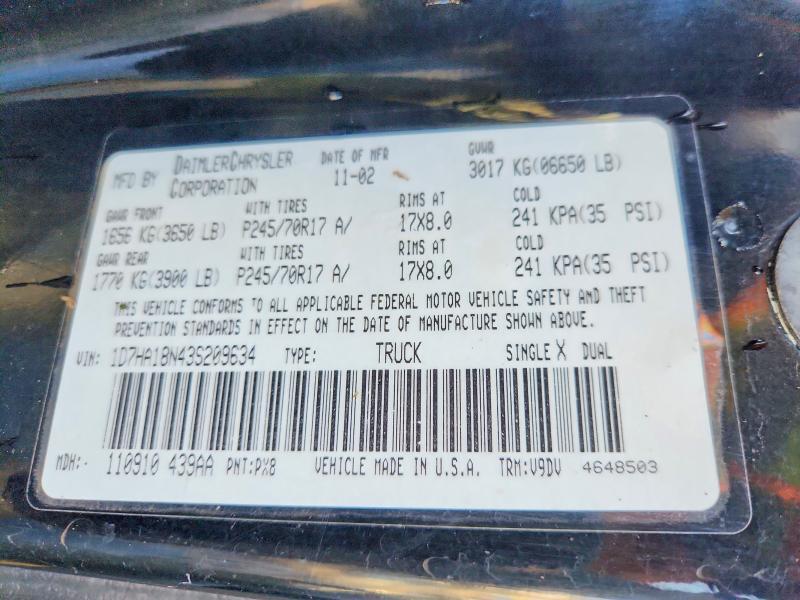 MFD BY DAIMLERCHRYSLER CORPORATION DATE OF MFR 11-02 GVWR 3017 KG(06650 LB)
GAWR FRONT WITH TIRES RIMS AT COLD
1656 KG(3650 LB) P245/70R17 A/ 17X8.0 241 KPA(35 PSI)
GAWR REAR WITH TIRES RIMS AT COLD
1770 KG(3900 LB) P245/70R17 A/ 17X8.0 241 KPA(35 PSI)
THIS VEHICLE CONFORMS TO ALL APPLICABLE FEDERAL MOTOR VEHICLE SAFETY AND THEFT
PREVENTION STANDARDS IN EFFECT ON THE DATE OF MANUFACTURE SHOWN ABOVE.
VIN: 1D7HA18N43S209634 TYPE: TRUCK SINGLE X DUAL
MDH:- 110910 439AA PNT:PX8 VEHICLE MADE IN U.S.A. TRM:V9DV 4648503